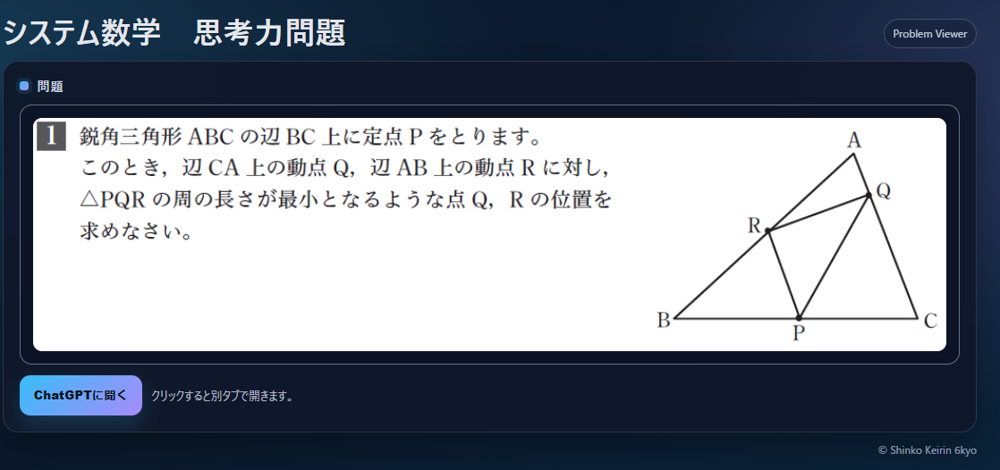 システム数学　思考力問題
Problem Viewer
問題
1 鋭角三角形 ABC の辺 BC 上に定点 P をとります。
このとき，辺 CA 上の動点 Q，辺 AB 上の動点 R に対し，
△PQR の周の長さが最小となるような点 Q，R の位置を
求めなさい。
A
Q
R
B
P
C
ChatGPTに聞く
クリックすると別タブで開きます。
© Shinko Keirin 6kyo